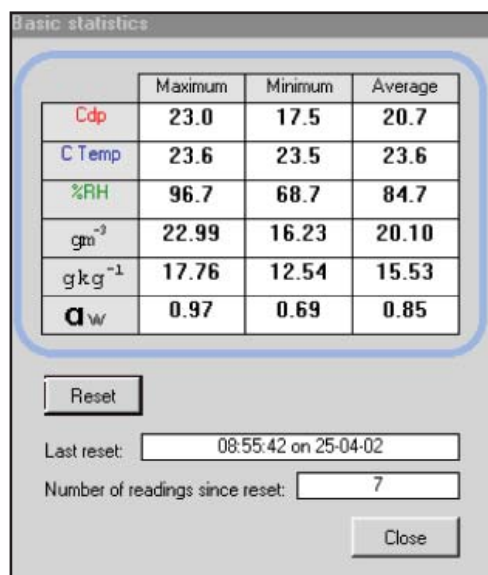 Basic statistics
Maximum Minimum Average
Cdp 23.0 17.5 20.7
C Temp 23.6 23.5 23.6
%RH 96.7 68.7 84.7
gm⁻³ 22.99 16.23 20.10
gkg⁻¹ 17.76 12.54 15.53
aw 0.97 0.69 0.85
Reset
Last reset: 08:55:42 on 25-04-02
Number of readings since reset: 7
Close